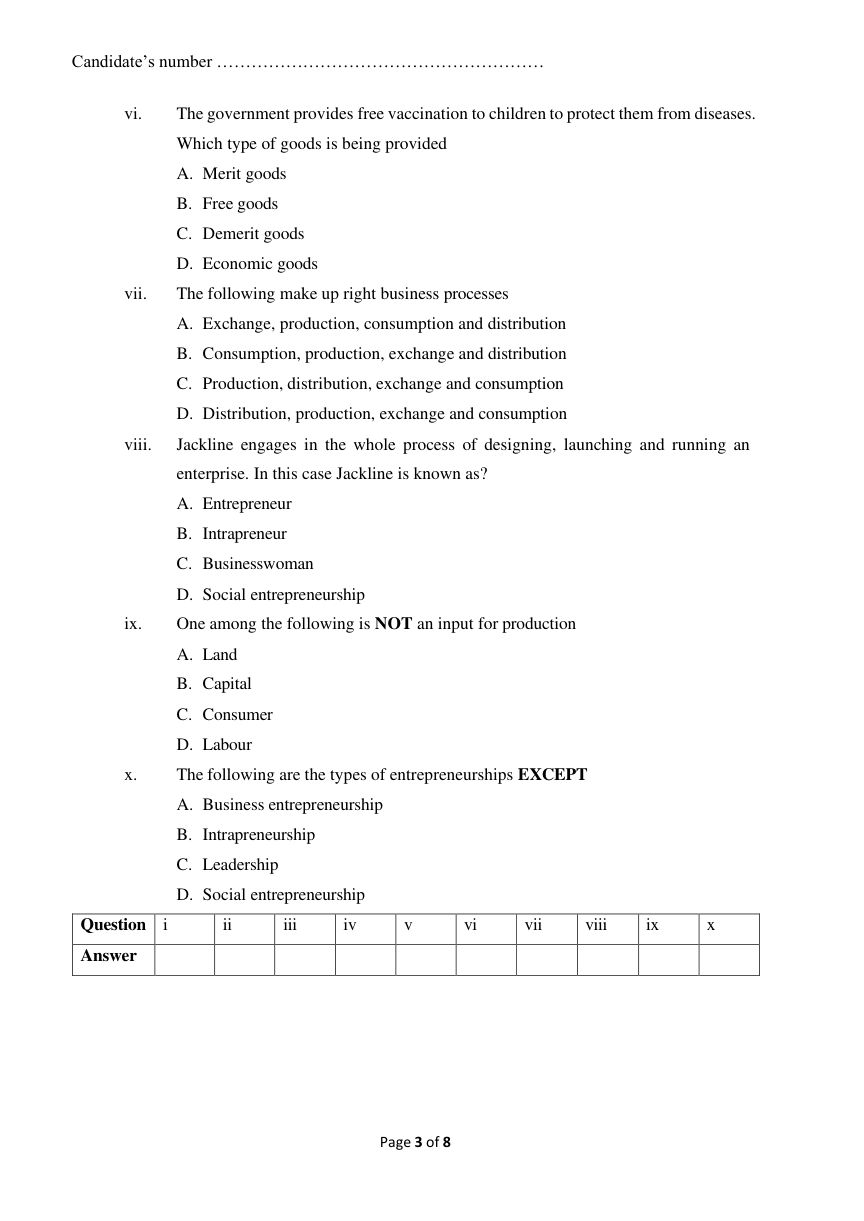 Candidate’s number …………………………………………………
vi. The government provides free vaccination to children to protect them from diseases.
Which type of goods is being provided
A. Merit goods
B. Free goods
C. Demerit goods
D. Economic goods
vii. The following make up right business processes
A. Exchange, production, consumption and distribution
B. Consumption, production, exchange and distribution
C. Production, distribution, exchange and consumption
D. Distribution, production, exchange and consumption
viii. Jackline engages in the whole process of designing, launching and running an
enterprise. In this case Jackline is known as?
A. Entrepreneur
B. Intrapreneur
C. Businesswoman
D. Social entrepreneurship
ix. One among the following is NOT an input for production
A. Land
B. Capital
C. Consumer
D. Labour
x. The following are the types of entrepreneurships EXCEPT
A. Business entrepreneurship
B. Intrapreneurship
C. Leadership
D. Social entrepreneurship
Question i ii iii iv v vi vii viii ix x
Answer
Page 3 of 8